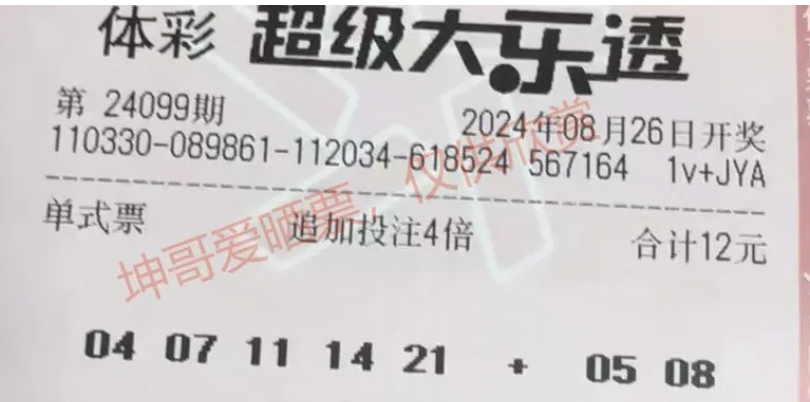 体彩 超级大乐透
第 24099期 2024年08月26日开奖
110330-089861-112034-618524 567164 1v+JYA
单式票 追加投注4倍 合计12元
坤哥爱晒票，仅供欣赏
04 07 11 14 21 + 05 08